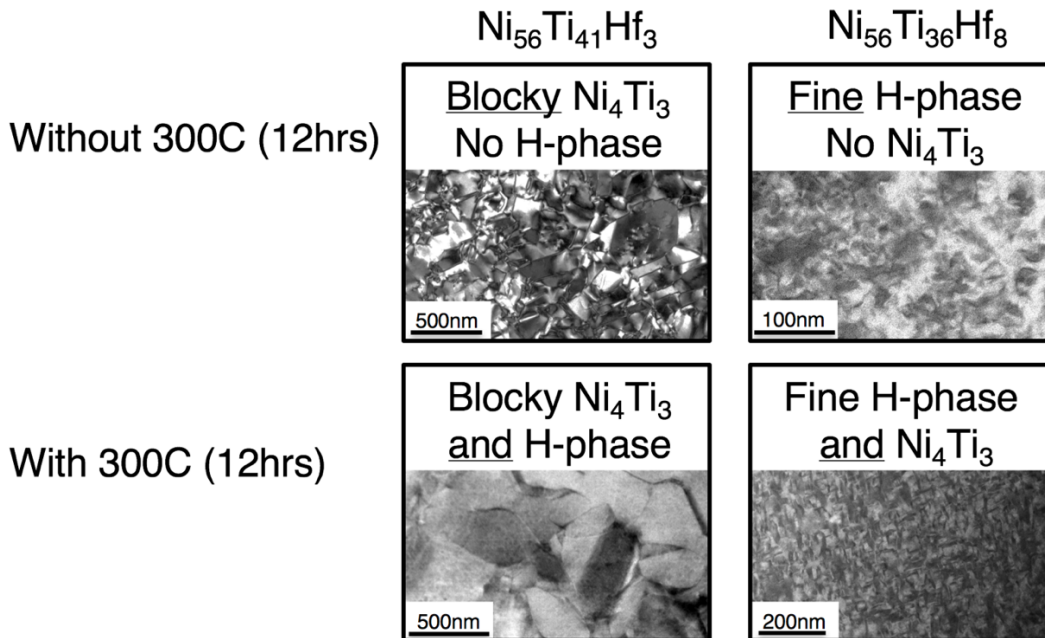 Ni₅₆Ti₄₁Hf₃
Ni₅₆Ti₃₆Hf₈
Without 300C (12hrs)
Blocky Ni₄Ti₃
No H-phase
500nm
Fine H-phase
No Ni₄Ti₃
100nm
With 300C (12hrs)
Blocky Ni₄Ti₃
and H-phase
500nm
Fine H-phase
and Ni₄Ti₃
200nm